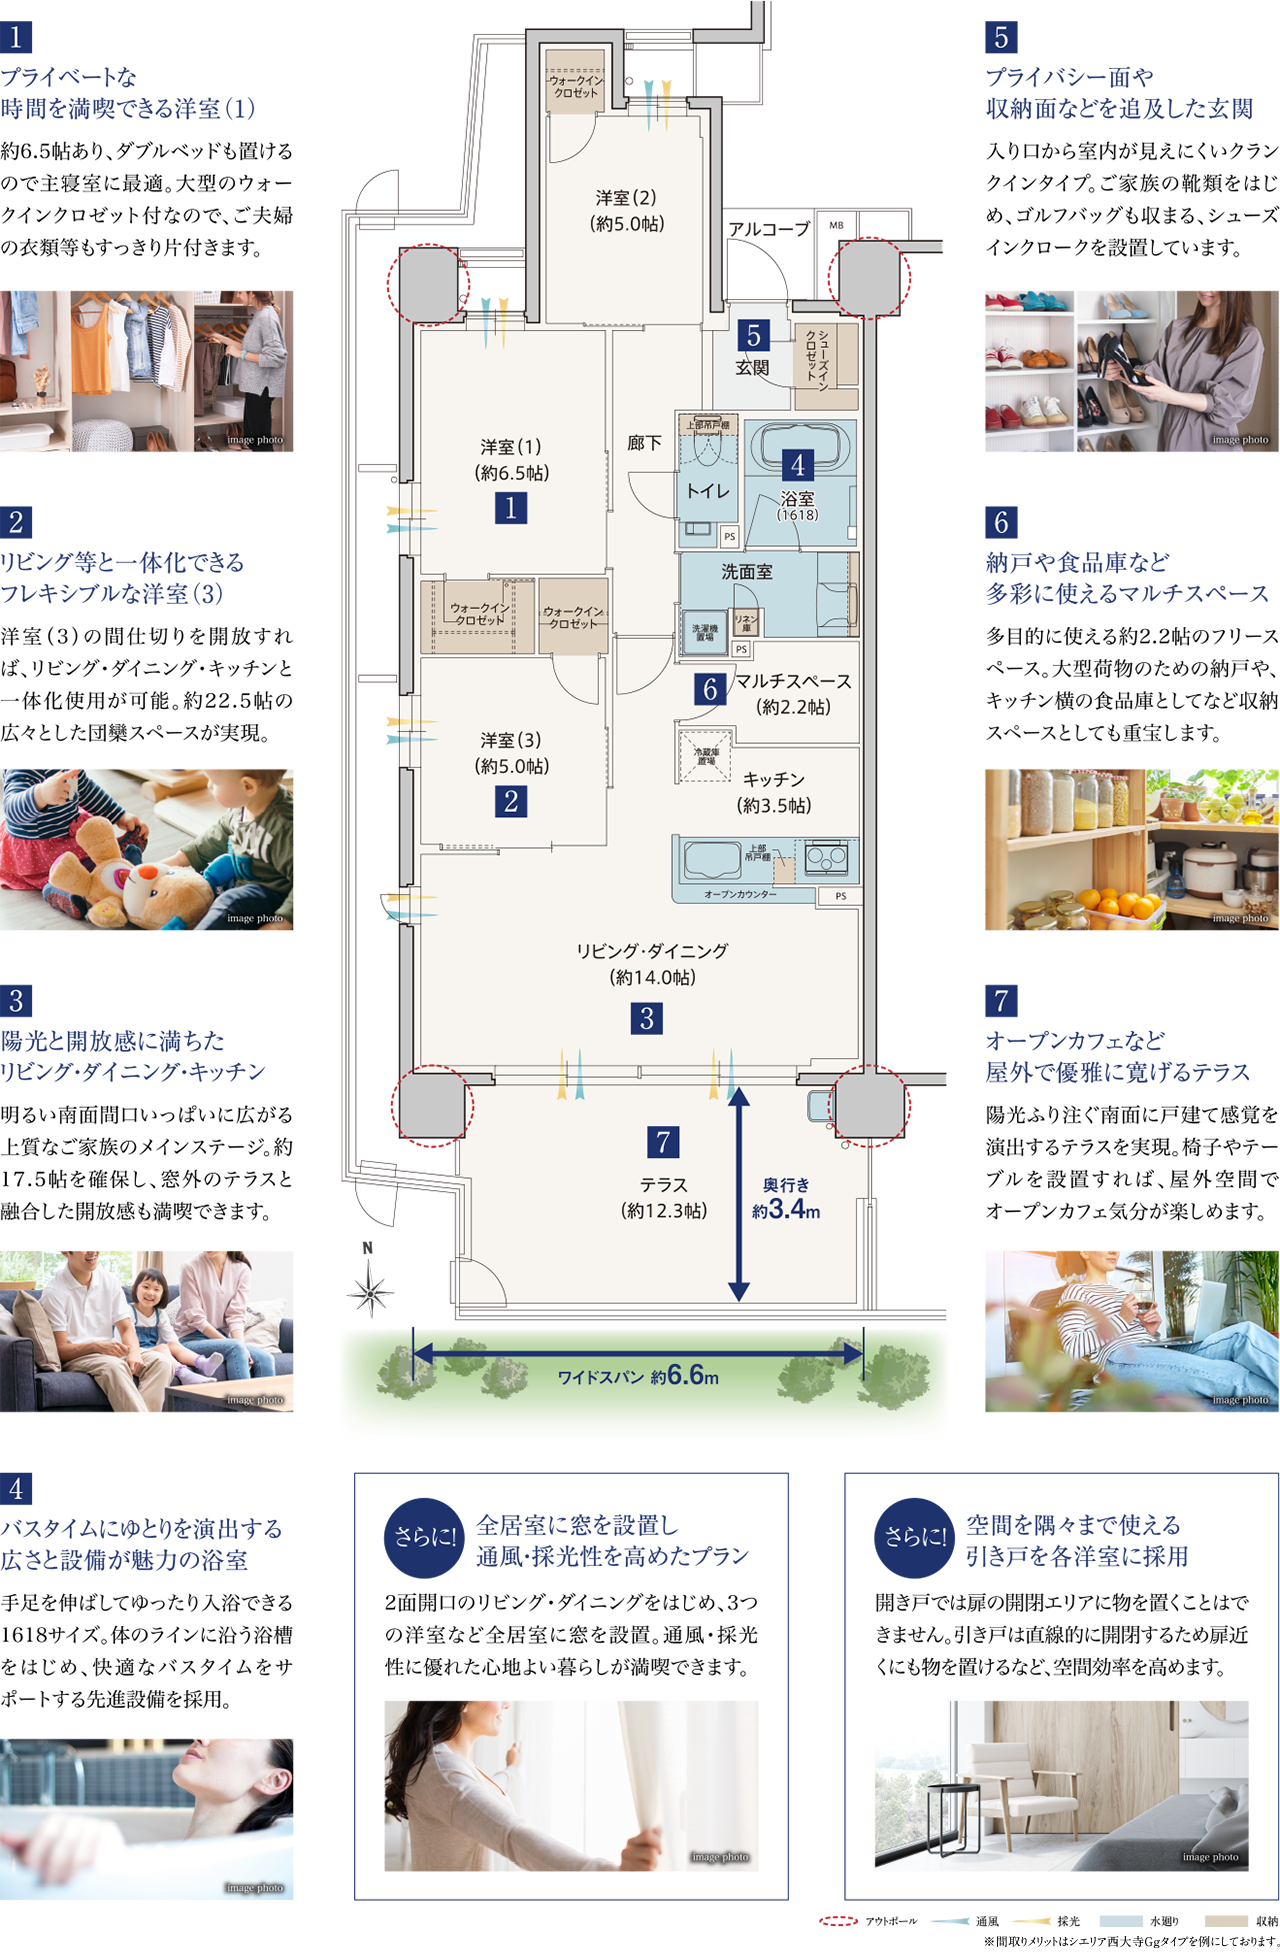 1
プライベートな
時間を満喫できる洋室(1)
約6.5帖あり、ダブルベッドも置ける
ので主寝室に最適。大型のウォー
クインクロゼット付なので、ご夫婦
の衣類等もすっきり片付きます。
image photo
2
リビング等と一体化できる
フレキシブルな洋室(3)
洋室(3)の間仕切りを開放すれ
ば、リビング・ダイニング・キッチンと
一体化使用が可能。約22.5帖の
広々とした団欒スペースが実現。
image photo
3
陽光と開放感に満ちた
リビング・ダイニング・キッチン
明るい南面間口いっぱいに広がる
上質なご家族のメインステージ。約
17.5帖を確保し、窓外のテラスと
融合した開放感も満喫できます。
image photo
4
バスタイムにゆとりを演出する
広さと設備が魅力の浴室
手足を伸ばしてゆったり入浴できる
1618サイズ。体のラインに沿う浴槽
をはじめ、快適なバスタイムをサ
ポートする先進設備を採用。
image photo
ウォークイン
クロゼット
洋室(2)
(約5.0帖)
アルコーブ
MB
5
玄関
シューズイン
クロゼット
洋室(1)
(約6.5帖)
1
廊下
上部吊戸棚
トイレ
PS
4
浴室
(1618)
洗面室
ウォークイン
クロゼット
ウォークイン
クロゼット
洗濯機
置場
リネン
庫
PS
6
マルチスペース
(約2.2帖)
洋室(3)
(約5.0帖)
2
冷蔵庫
置場
キッチン
(約3.5帖)
上部
吊戸棚
オープンカウンター
PS
リビング・ダイニング
(約14.0帖)
3
7
テラス
(約12.3帖)
奥行き
約3.4m
N
ワイドスパン 約6.6m
5
プライバシー面や
収納面などを追及した玄関
入り口から室内が見えにくいクラン
クインタイプ。ご家族の靴類をはじ
め、ゴルフバッグも収まる、シューズ
インクロークを設置しています。
image photo
6
納戸や食品庫など
多彩に使えるマルチスペース
多目的に使える約2.2帖のフリース
ペース。大型荷物のための納戸や、
キッチン横の食品庫としてなど収納
スペースとしても重宝します。
image photo
7
オープンカフェなど
屋外で優雅に寛げるテラス
陽光ふり注ぐ南面に戸建て感覚を
演出するテラスを実現。椅子やテー
ブルを設置すれば、屋外空間で
オープンカフェ気分が楽しめます。
image photo
さらに!
全居室に窓を設置し
通風・採光性を高めたプラン
2面開口のリビング・ダイニングをはじめ、3つ
の洋室など全居室に窓を設置。通風・採光
性に優れた心地よい暮らしが満喫できます。
image photo
さらに!
空間を隅々まで使える
引き戸を各洋室に採用
開き戸では扉の開閉エリアに物を置くことはで
きません。引き戸は直線的に開閉するため扉近
くにも物を置けるなど、空間効率を高めます。
image photo
アウトポール 通風 採光 水廻り 収納
※間取りメリットはシエリア西大寺Ggタイプを例にしております。